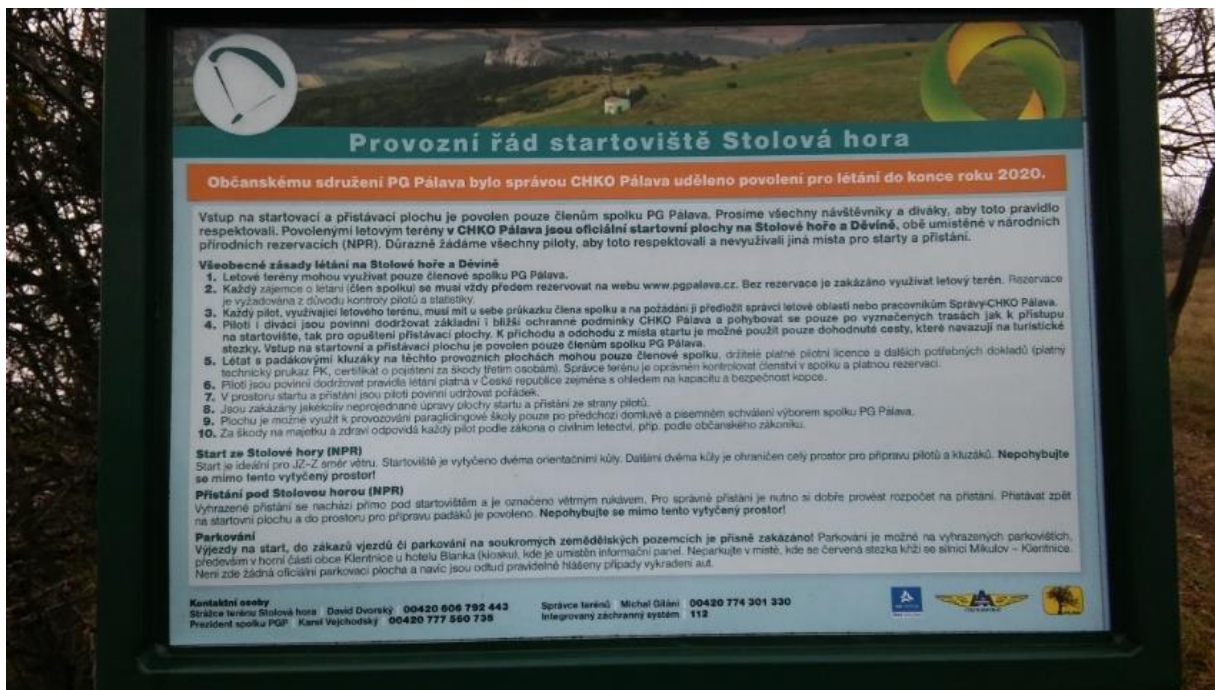 Provozní řád startoviště Stolová hora
Občanskému sdružení PG Pálava bylo správou CHKO Pálava uděleno povolení pro létání do konce roku 2020.
Vstup na startovací a přistávací plochu je povolen pouze členům spolku PG Pálava. Prosíme všechny návštěvníky a diváky, aby toto pravidlo
respektovali. Povolenými letovým terény v CHKO Pálava jsou oficiální startovní plochy na Stolové hoře a Děvíně, obě umístěné v národních
přírodních rezervacích (NPR). Důrazně žádáme všechny piloty, aby toto respektovali a nevyužívali jiná místa pro starty a přistání.
Všeobecné zásady létání na Stolové hoře a Děvíně
1. Letové terény mohou využívat pouze členové spolku PG Pálava.
2. Každý zájemce o létání (člen spolku) se musí vždy předem rezervovat na webu www.pgpalava.cz. Bez rezervace je zakázáno využívat letový terén. Rezervace
je vyžadována z důvodu kontroly pilotů a statistiky.
3. Každý pilot, využívající letového terénu, musí mít u sebe průkazku člena spolku a na požádání ji předložit správci letové oblasti nebo pracovníkům Správy CHKO Pálava.
4. Piloti i diváci jsou povinni dodržovat základní i bližší ochranné podmínky CHKO Pálava a pohybovat se pouze po vyznačených trasách jak k přístupu
na startoviště, tak pro opuštění přistávací plochy. K příchodu a odchodu z místa startu je možné použít pouze dohodnuté cesty, které navazují na turistické
stezky. Vstup na startovní a přistávací plochu je povolen pouze členům spolku PG Pálava.
5. Létat s padákovými kluzáky na těchto provozních plochách mohou pouze členové spolku, držitelé platné pilotní licence a dalších potřebných dokladů (platný
technický průkaz PK, certifikát o pojištění za škody třetím osobám). Správce terénu je oprávněn kontrolovat členství v spolku a platnou rezervaci.
6. Piloti jsou povinni dodržovat pravidla létání platná v České republice zejména s ohledem na kapacitu a bezpečnost kopce.
7. V prostoru startu a přistání jsou piloti povinni udržovat pořádek.
8. Jsou zakázány jakékoliv neprojednané úpravy plochy startu a přistání ze strany pilotů.
9. Plochu je možné využít k provozování paraglidingové školy pouze po předchozí domluvě a písemném schválení výborem spolku PG Pálava.
10. Za škody na majetku a zdraví odpovídá každý pilot podle zákona o civilním letectví, příp. podle občanského zákoníku.
Start ze Stolové hory (NPR)
Start je ideální pro JZ-Z směr větru. Startoviště je vytyčeno dvěma orientačními kůly. Dalšími dvěma kůly je ohraničen celý prostor pro přípravu pilotů a kluzáků. Nepohybujte
se mimo tento vytyčený prostor!
Přistání pod Stolovou horou (NPR)
Vyhrazené přistání se nachází přímo pod startovištěm a je označeno větrným rukávem. Pro správné přistání je nutno si dobře provést rozpočet na přistání. Přistávat zpět
na startovní plochu a do prostoru pro přípravu padáků je povoleno. Nepohybujte se mimo tento vytyčený prostor!
Parkování
Výjezdy na start, do zákazů vjezdů či parkování na soukromých zemědělských pozemcích je přísně zakázáno! Parkování je možné na vyhrazených parkovištích,
především v horní části obce Klentnice u hotelu Blanka (kiosku), kde je umístěn informační panel. Neparkujte v místě, kde se červená stezka kříží se silnicí Mikulov – Klentnice.
Není zde žádná oficiální parkovací plocha a navíc jsou odtud pravidelně hlášeny případy vykradení aut.
Kontaktní osoby
Strážce terénu Stolová hora | David Dvorský | 00420 606 792 443
Prezident spolku PGP | Karel Vejchodský | 00420 777 560 735
Správce terénů | Michal Gilání | 00420 774 301 330
Integrovaný záchranný systém | 112